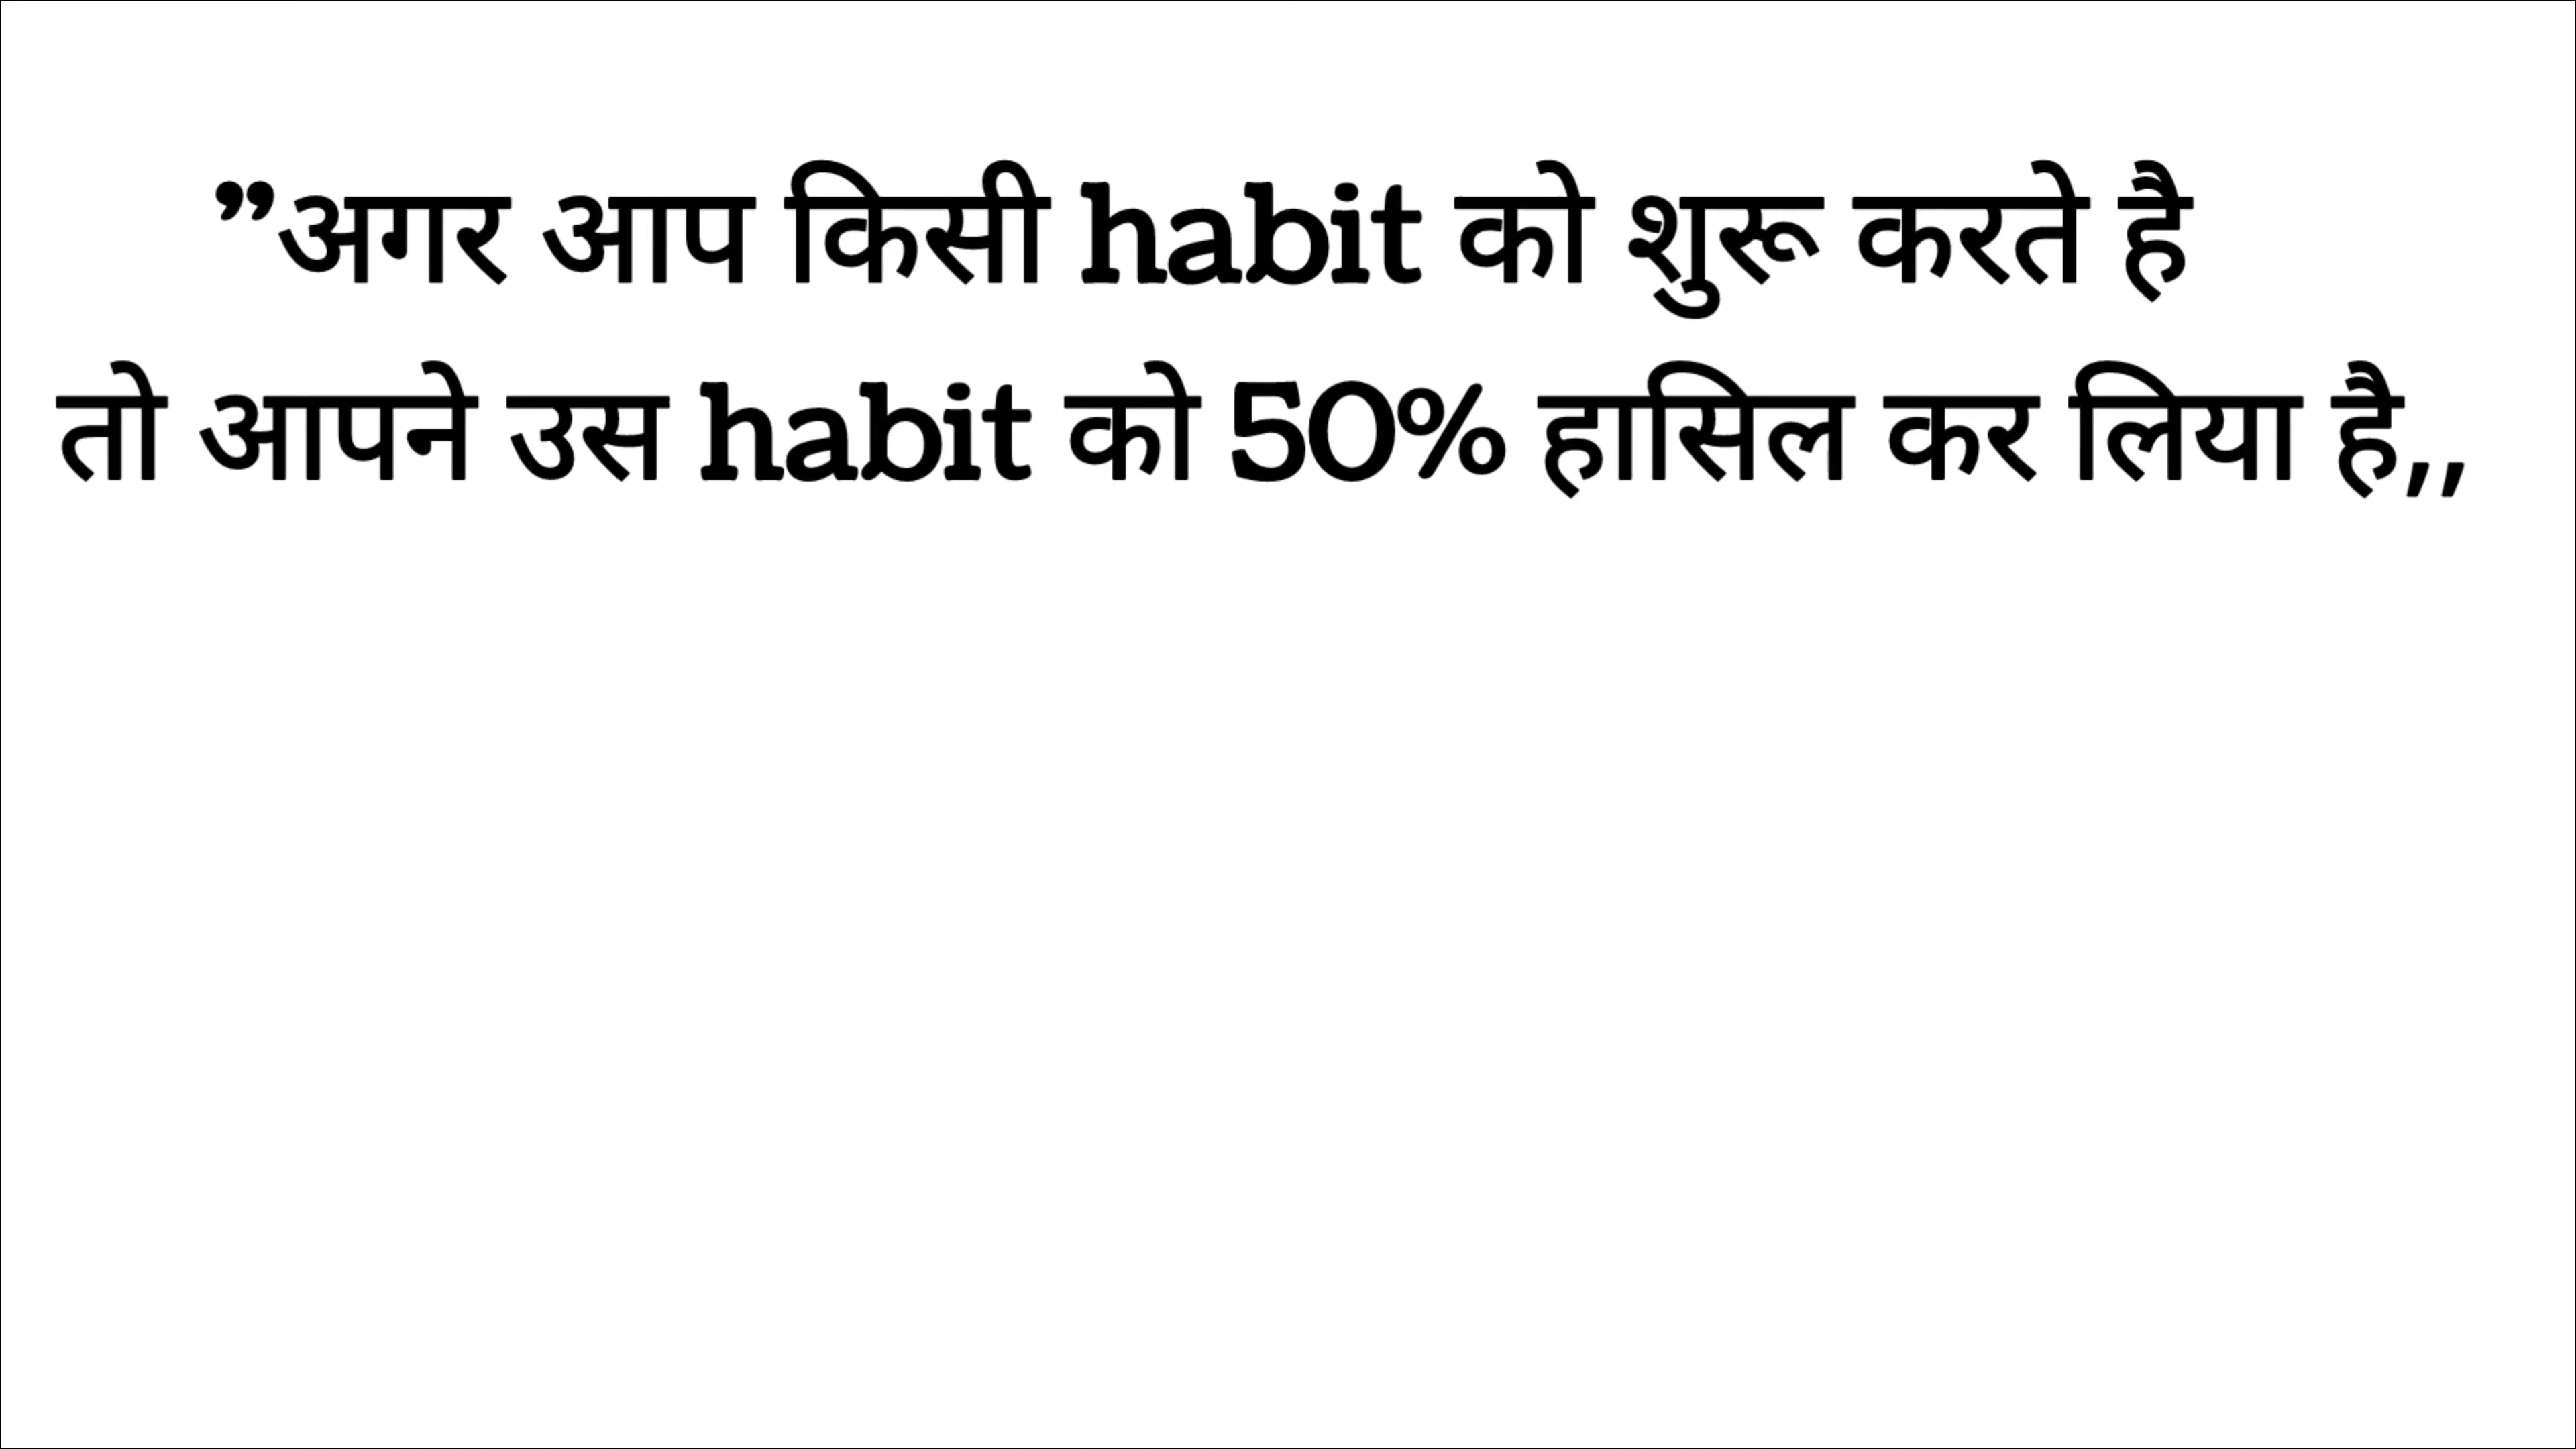 ”अगर आप किसी habit को शुरू करते है
तो आपने उस habit को 50% हासिल कर लिया है,,